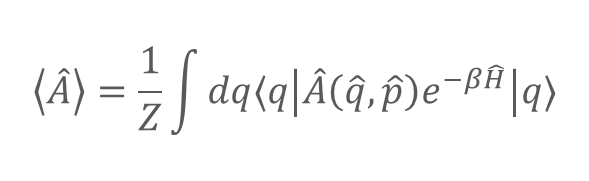 ⟨Â⟩ = 1/Z ∫ dq⟨q|Â(q̂, p̂)e^{−βĤ}|q⟩